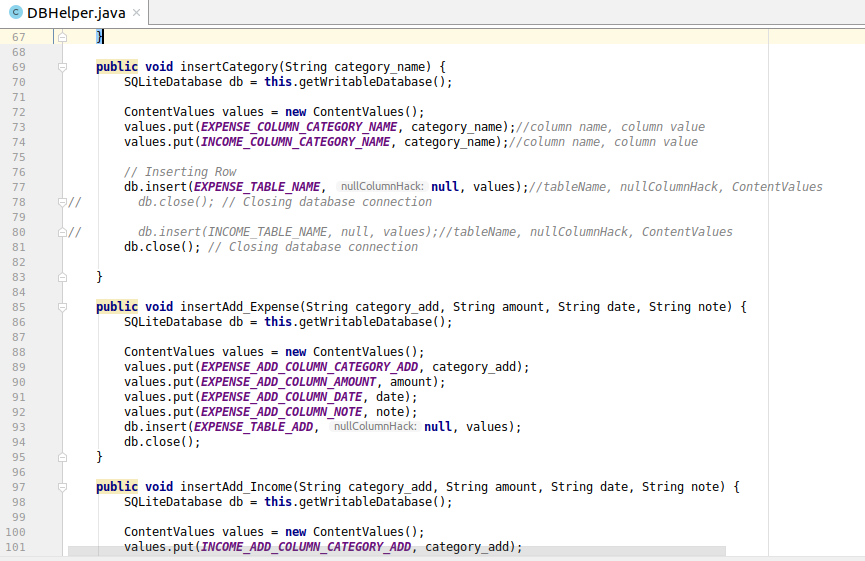 DBHelper.java
67 }
68
69 public void insertCategory(String category_name) {
70 SQLiteDatabase db = this.getWritableDatabase();
71
72 ContentValues values = new ContentValues();
73 values.put(EXPENSE_COLUMN_CATEGORY_NAME, category_name);//column name, column value
74 values.put(INCOME_COLUMN_CATEGORY_NAME, category_name);//column name, column value
75
76 // Inserting Row
77 db.insert(EXPENSE_TABLE_NAME, nullColumnHack: null, values);//tableName, nullColumnHack, ContentValues
78 // db.close(); // Closing database connection
79
80 // db.insert(INCOME_TABLE_NAME, null, values);//tableName, nullColumnHack, ContentValues
81 db.close(); // Closing database connection
82
83 }
84
85 public void insertAdd_Expense(String category_add, String amount, String date, String note) {
86 SQLiteDatabase db = this.getWritableDatabase();
87
88 ContentValues values = new ContentValues();
89 values.put(EXPENSE_ADD_COLUMN_CATEGORY_ADD, category_add);
90 values.put(EXPENSE_ADD_COLUMN_AMOUNT, amount);
91 values.put(EXPENSE_ADD_COLUMN_DATE, date);
92 values.put(EXPENSE_ADD_COLUMN_NOTE, note);
93 db.insert(EXPENSE_TABLE_ADD, nullColumnHack: null, values);
94 db.close();
95 }
96
97 public void insertAdd_Income(String category_add, String amount, String date, String note) {
98 SQLiteDatabase db = this.getWritableDatabase();
99
100 ContentValues values = new ContentValues();
101 values.put(INCOME_ADD_COLUMN_CATEGORY_ADD, category_add);